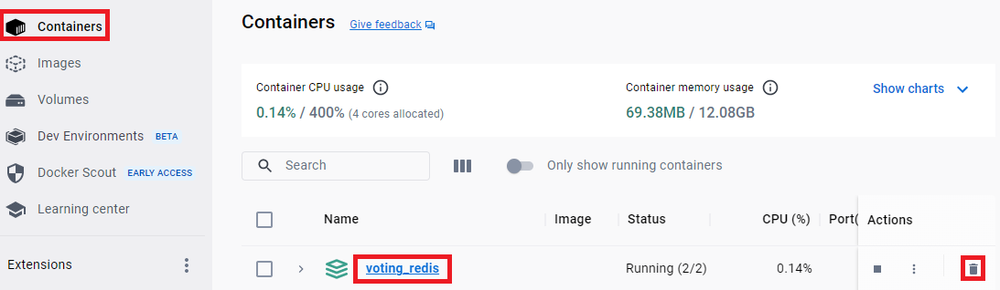 Containers
Images
Volumes
Dev Environments BETA
Docker Scout EARLY ACCESS
Learning center
Extensions
Containers Give feedback
Container CPU usage
0.14% / 400% (4 cores allocated)
Container memory usage
69.38MB / 12.08GB
Show charts
Search
Only show running containers
Name Image Status CPU (%) Port( Actions
voting_redis Running (2/2) 0.14%